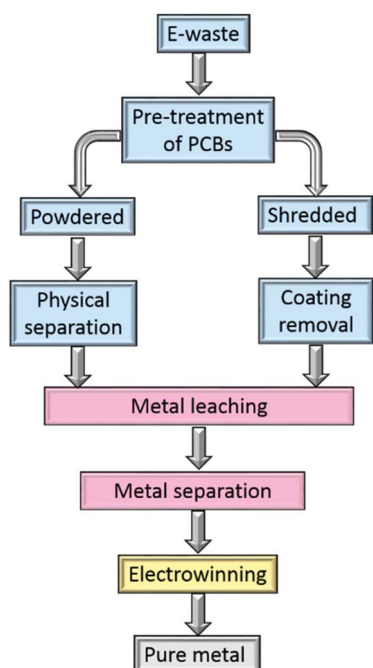 E-waste
Pre-treatment
of PCBs
Powdered
Shredded
Physical
separation
Coating
removal
Metal leaching
Metal separation
Electrowinning
Pure metal